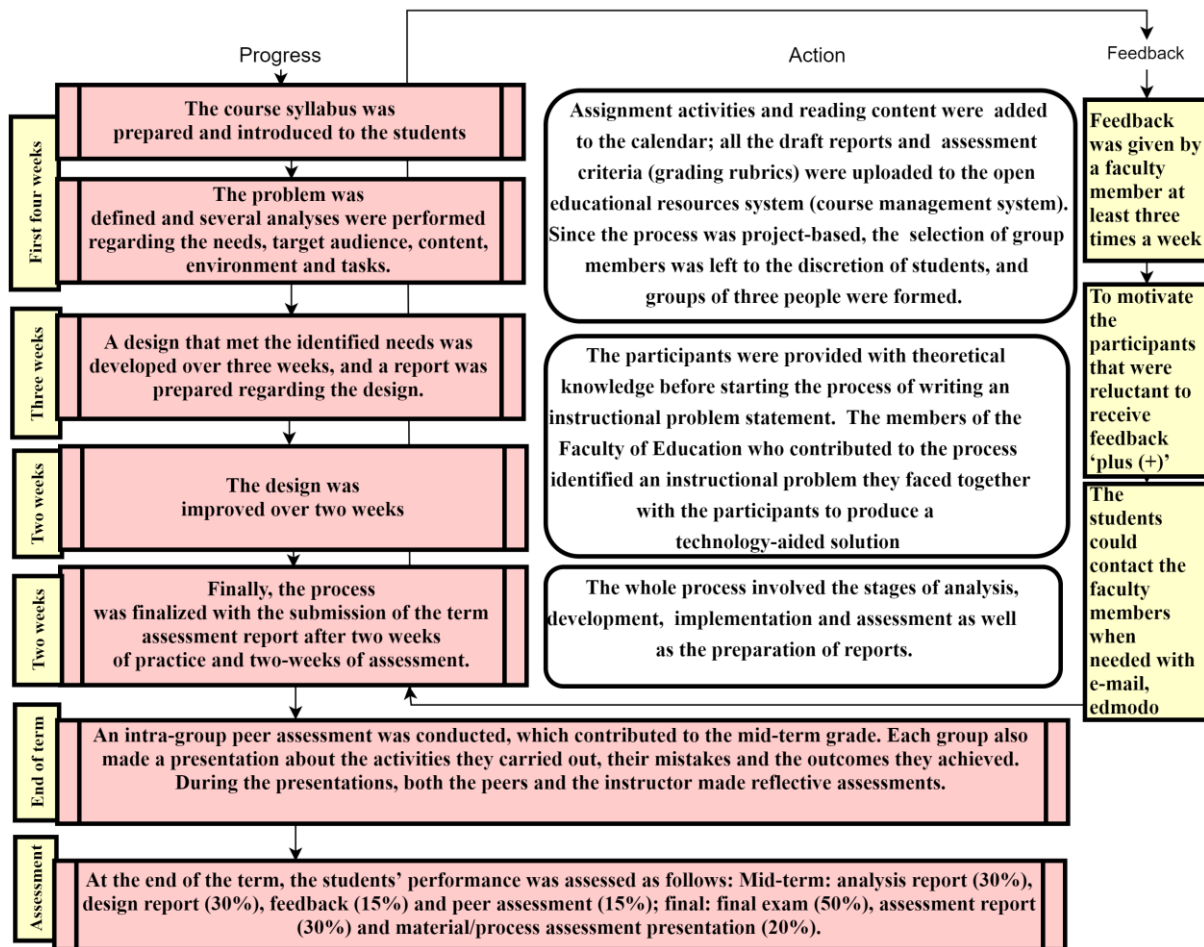 Progress
Action
Feedback
First four weeks
The course syllabus was
prepared and introduced to the students
The problem was
defined and several analyses were performed
regarding the needs, target audience, content,
environment and tasks.
Three weeks
A design that met the identified needs was
developed over three weeks, and a report was
prepared regarding the design.
Two weeks
The design was
improved over two weeks
Two weeks
Finally, the process
was finalized with the submission of the term
assessment report after two weeks
of practice and two-weeks of assessment.
Assignment activities and reading content were added
to the calendar; all the draft reports and assessment
criteria (grading rubrics) were uploaded to the open
educational resources system (course management system).
Since the process was project-based, the selection of group
members was left to the discretion of students, and
groups of three people were formed.
The participants were provided with theoretical
knowledge before starting the process of writing an
instructional problem statement. The members of the
Faculty of Education who contributed to the process
identified an instructional problem they faced together
with the participants to produce a
technology-aided solution
The whole process involved the stages of analysis,
development, implementation and assessment as well
as the preparation of reports.
Feedback
was given by
a faculty
member at
least three
times a week
To motivate
the
participants
that were
reluctant to
receive
feedback
‘plus (+)’
The
students
could
contact the
faculty
members
when
needed with
e-mail,
edmodo
End of term
An intra-group peer assessment was conducted, which contributed to the mid-term grade. Each group also
made a presentation about the activities they carried out, their mistakes and the outcomes they achieved.
During the presentations, both the peers and the instructor made reflective assessments.
Assessment
At the end of the term, the students’ performance was assessed as follows: Mid-term: analysis report (30%),
design report (30%), feedback (15%) and peer assessment (15%); final: final exam (50%), assessment report
(30%) and material/process assessment presentation (20%).